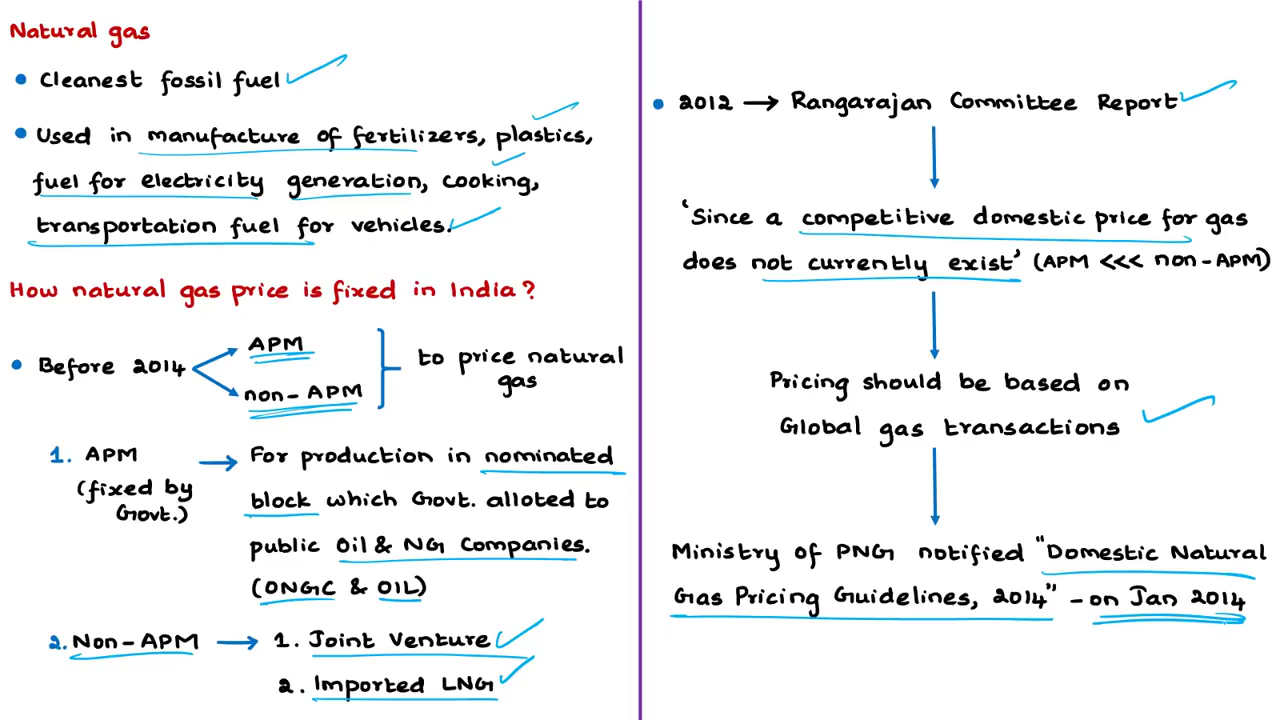 Natural gas
• Cleanest fossil fuel
• Used in manufacture of fertilizers, plastics,
fuel for electricity generation, cooking,
transportation fuel for vehicles.
How natural gas price is fixed in India?
• Before 2014
APM
non-APM
to price natural
gas
1. APM
(fixed by
Govt.)
For production in nominated
block which Govt. alloted to
public Oil & NG Companies.
(ONGC & OIL)
2. Non-APM → 1. Joint Venture
2. Imported LNG
• 2012 → Rangarajan Committee Report
'Since a competitive domestic price for gas
does not currently exist' (APM <<< non-APM)
Pricing should be based on
Global gas transactions
Ministry of PNG notified "Domestic Natural
Gas Pricing Guidelines, 2014" - on Jan 2014